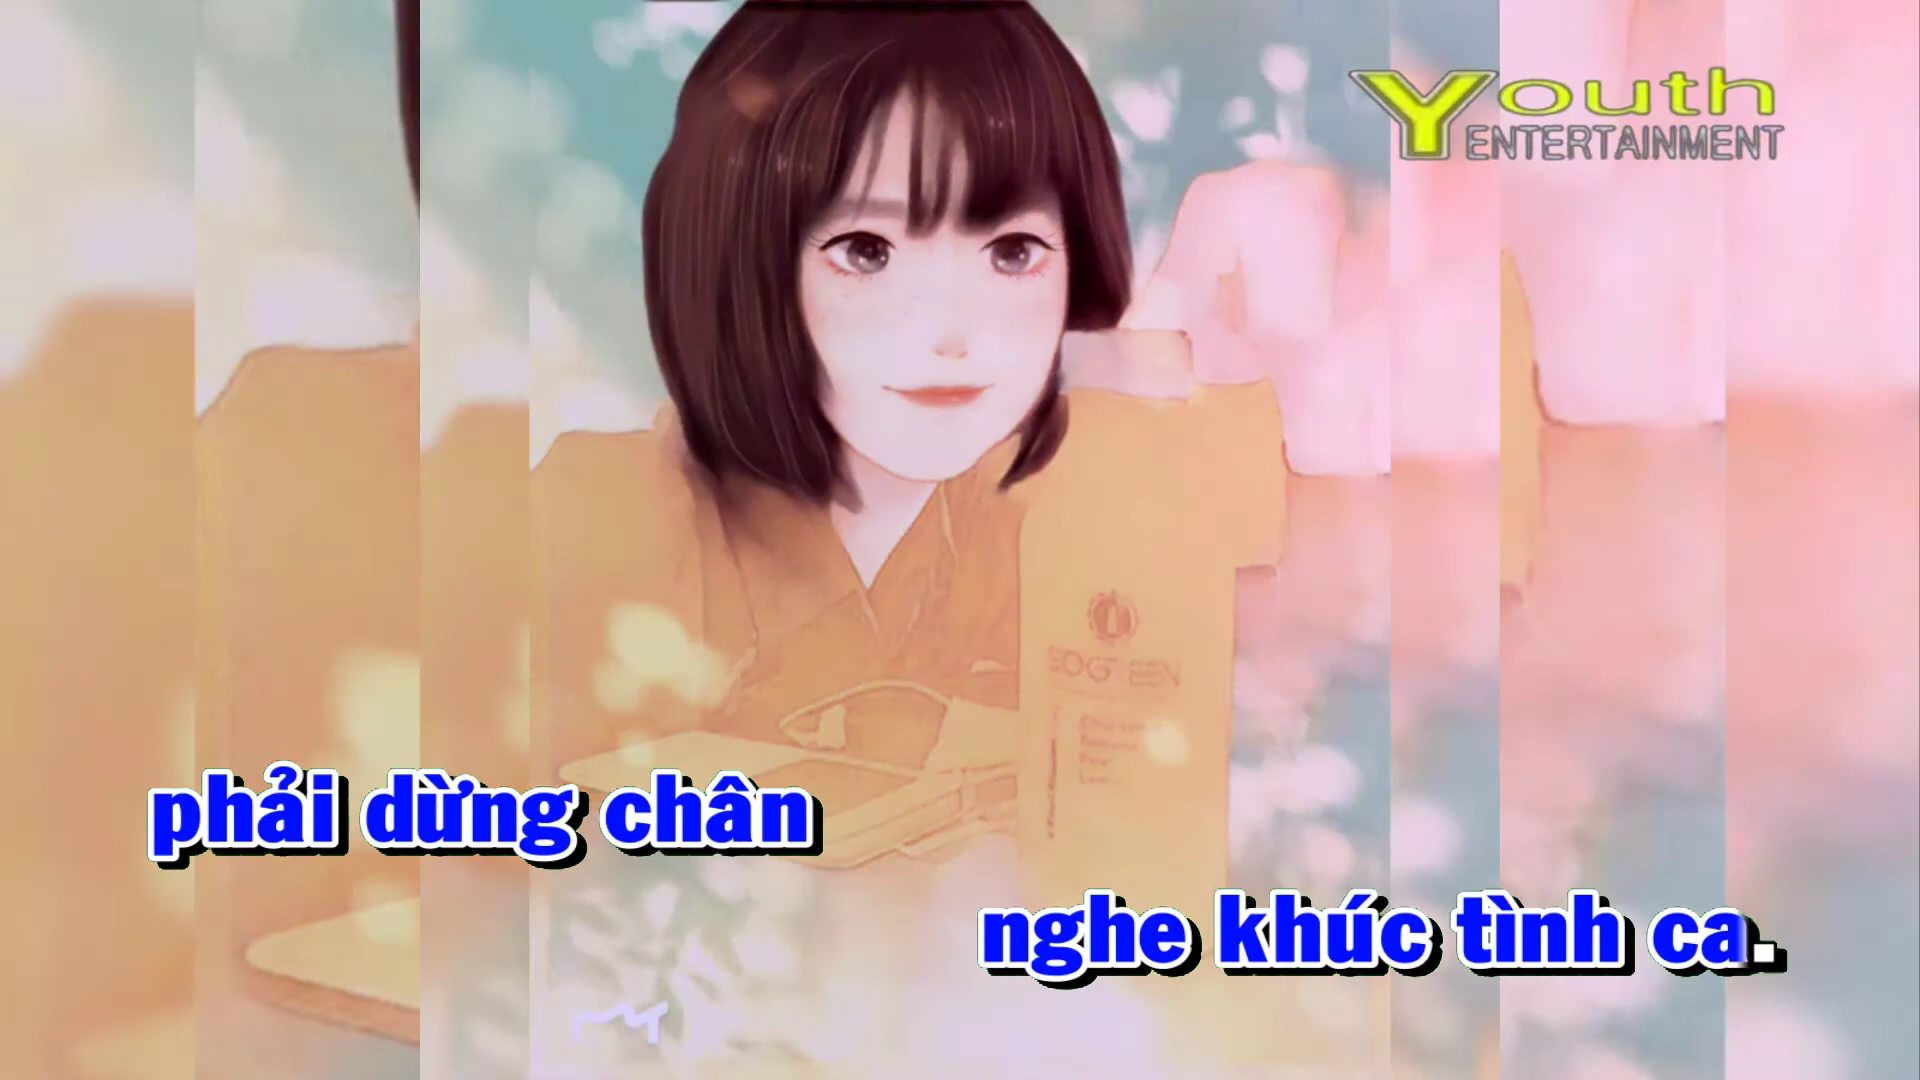 Youth
ENTERTAINMENT
phải dừng chân
nghe khúc tình ca.